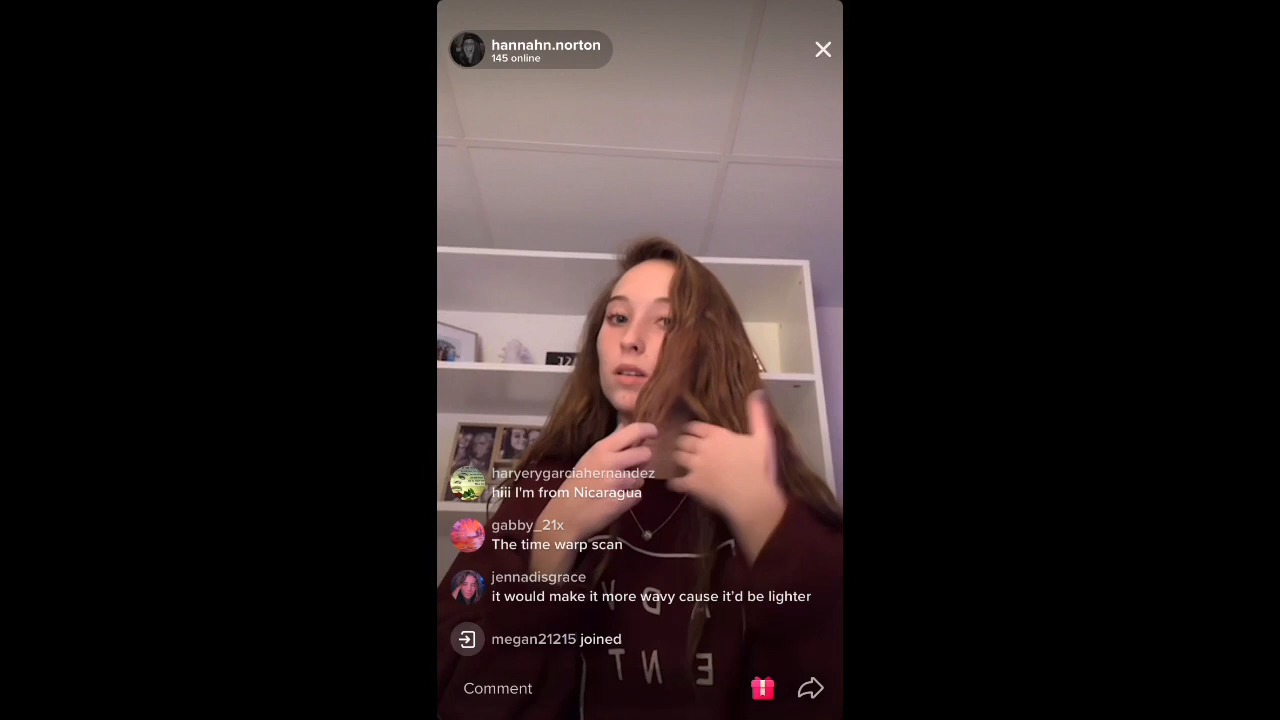 hannahn.norton
145 online
haryerygarciahernandez
hiii I'm from Nicaragua
gabby_21x
The time warp scan
jennadisgrace
it would make it more wavy cause it'd be lighter
megan21215 joined
Comment